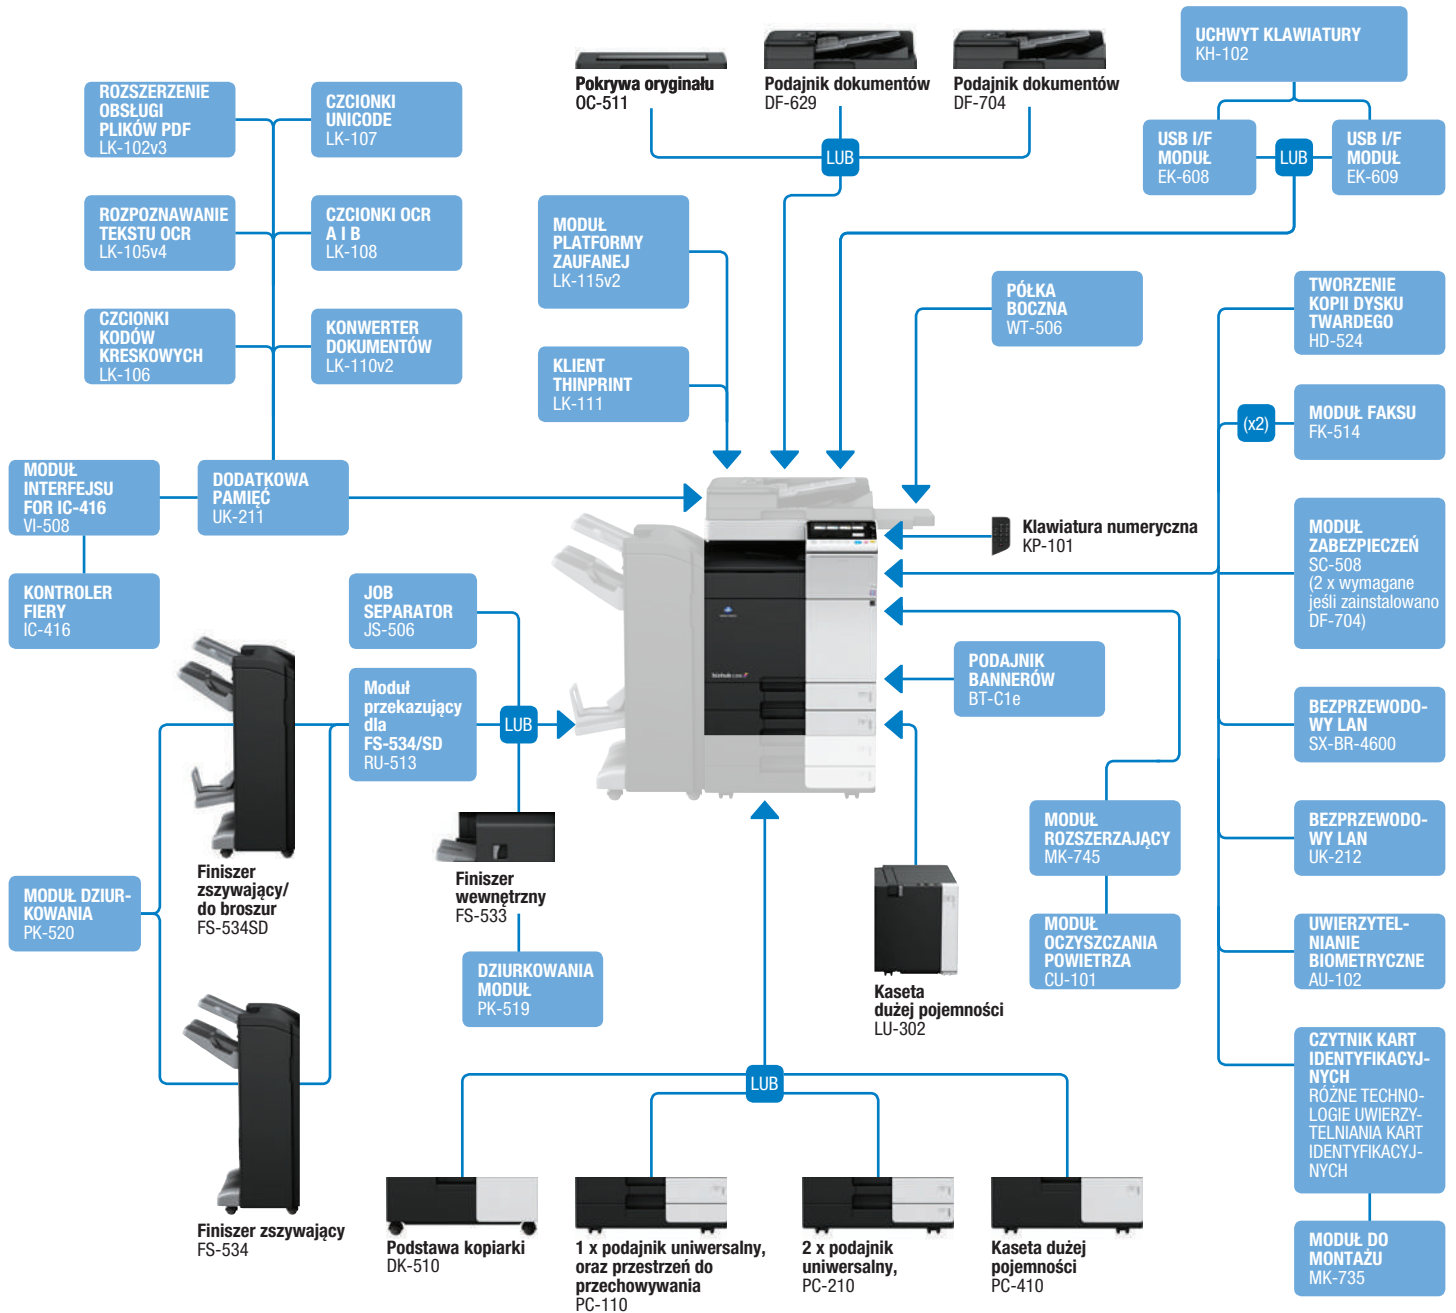 Pokrywa oryginału
OC-511
Podajnik dokumentów
DF-629
Podajnik dokumentów
DF-704
UCHWYT KLAWIATURY
KH-102
USB I/F
MODUŁ
EK-608
LUB
USB I/F
MODUŁ
EK-609
LUB
ROZSZERZENIE
OBSŁUGI
PLIKÓW PDF
LK-102v3
CZCIONKI
UNICODE
LK-107
ROZPOZNAWANIE
TEKSTU OCR
LK-105v4
CZCIONKI OCR
A I B
LK-108
CZCIONKI
KODÓW
KRESKOWYCH
LK-106
KONWERTER
DOKUMENTÓW
LK-110v2
MODUŁ
PLATFORMY
ZAUFANEJ
LK-115v2
KLIENT
THINPRINT
LK-111
PÓŁKA
BOCZNA
WT-506
TWORZENIE
KOPII DYSKU
TWARDEGO
HD-524
(x2)
MODUŁ FAKSU
FK-514
MODUŁ
INTERFEJSU
FOR IC-416
VI-508
DODATKOWA
PAMIĘĆ
UK-211
KONTROLER
FIERY
IC-416
Klawiatura numeryczna
KP-101
MODUŁ
ZABEZPIECZEŃ
SC-508
(2 x wymagane
jeśli zainstalowano
DF-704)
JOB
SEPARATOR
JS-506
Moduł
przekazujący
dla
FS-534/SD
RU-513
LUB
bizhub
PODAJNIK
BANNERÓW
BT-C1e
BEZPRZEWODO-
WY LAN
SX-BR-4600
MODUŁ
ROZSZERZAJĄCY
MK-745
BEZPRZEWODO-
WY LAN
UK-212
Finiszer
zszywający/
do broszur
FS-534SD
Finiszer
wewnętrzny
FS-533
MODUŁ DZIUR-
KOWANIA
PK-520
MODUŁ
OCZYSZCZANIA
POWIETRZA
CU-101
UWIERZYTEL-
NIANIE
BIOMETRYCZNE
AU-102
DZIURKOWANIA
MODUŁ
PK-519
Kaseta
dużej pojemności
LU-302
CZYTNIK KART
IDENTYFIKACYJ-
NYCH
RÓŻNE TECHNO-
LOGIE UWIERZY-
TELNIANIA KART
IDENTYFIKACYJ-
NYCH
LUB
Finiszer zszywający
FS-534
Podstawa kopiarki
DK-510
1 x podajnik uniwersalny,
oraz przestrzeń do
przechowywania
PC-110
2 x podajnik
uniwersalny,
PC-210
Kaseta dużej
pojemności
PC-410
MODUŁ DO
MONTAŻU
MK-735